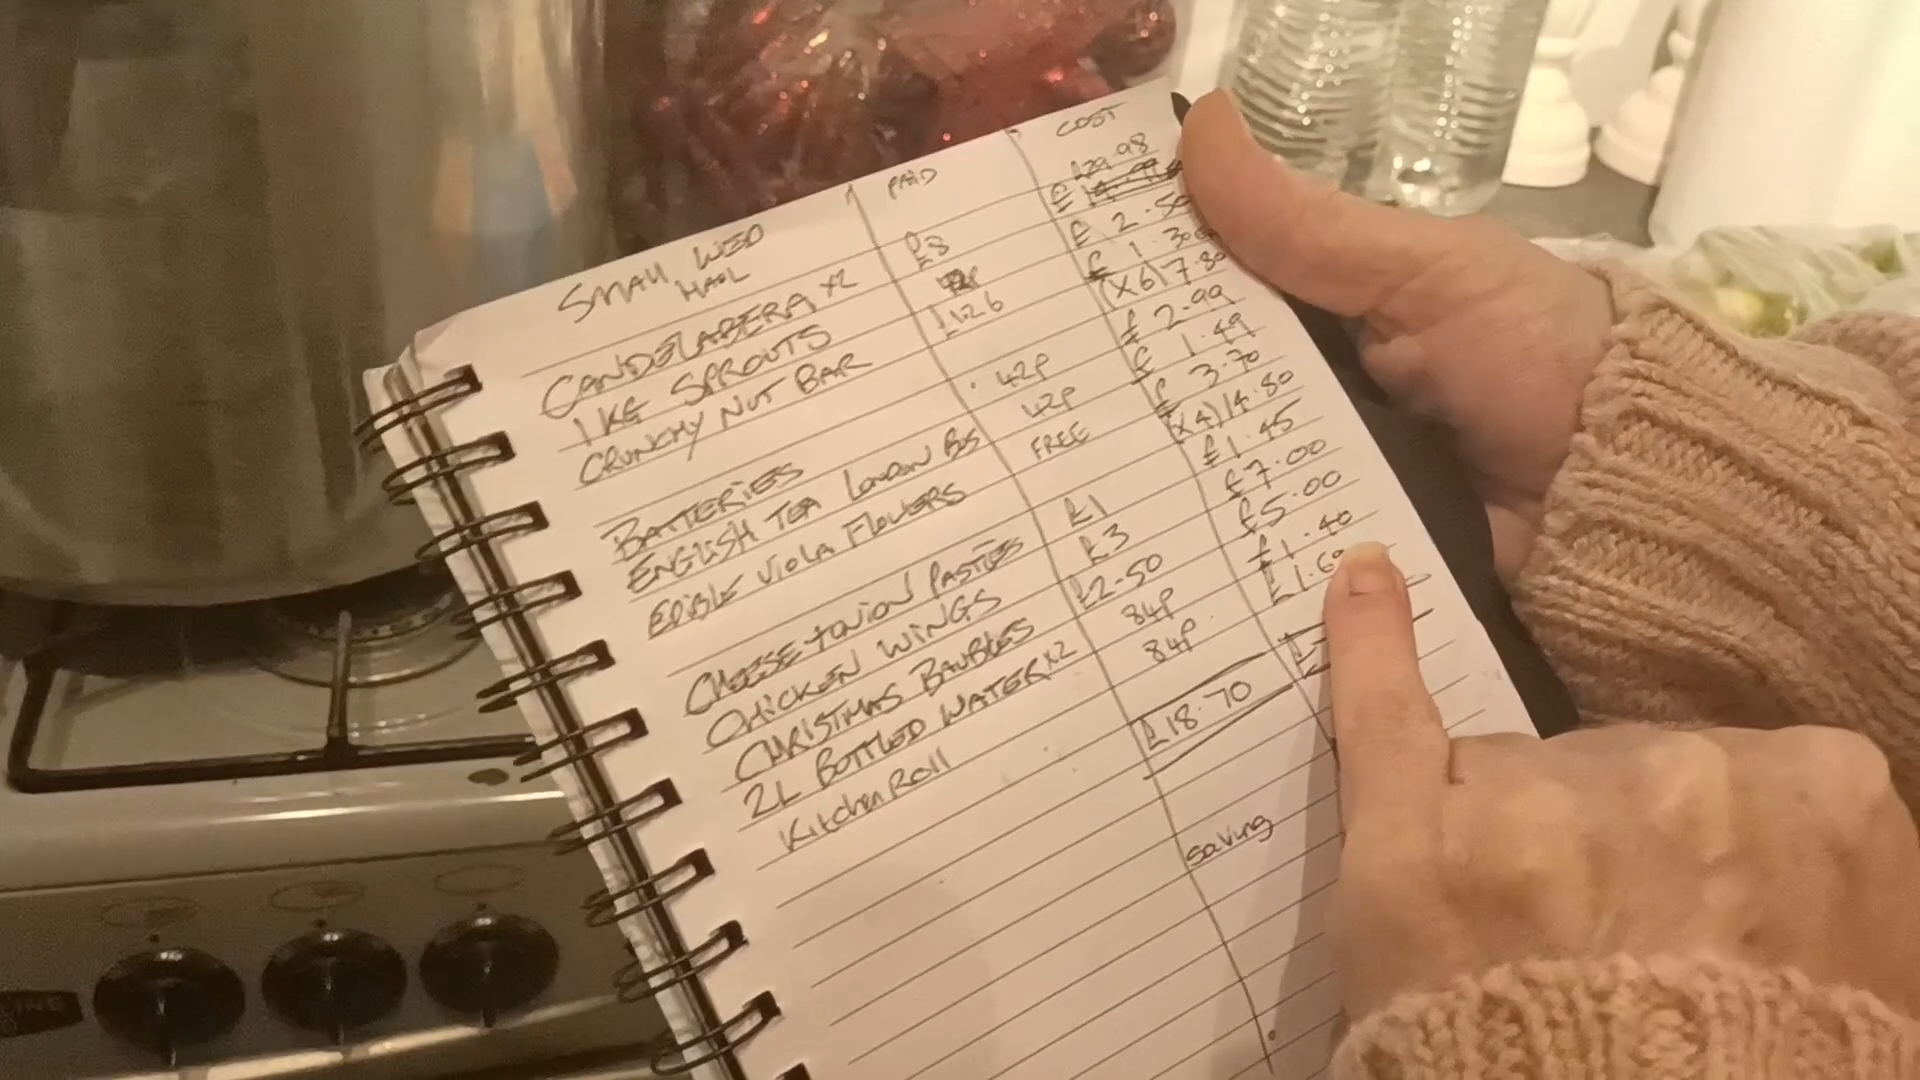 SMALL WED
HAUL
PAID
COST
CANDELABERA x2
£8
£29.98
1KG SPROUTS
£2.50
CRUNCHY NUT BAR
£1.26
£1.30
(x6) 7.80
BATTERIES
42P
£2.99
ENGLISH TEA LONDON BUS
42P
£1.49
EDIBLE VIOLA FLOWERS
FREE
£3.70
(x4) 14.80
CHEESE + ONION PASTIES
£1
£1.45
CHICKEN WINGS
£3
£7.00
CHRISTMAS BAUBLES
£2-50
£5.00
2L BOTTLED WATER x2
84P
£1.40
Kitchen Roll
84P
£18.70
Saving